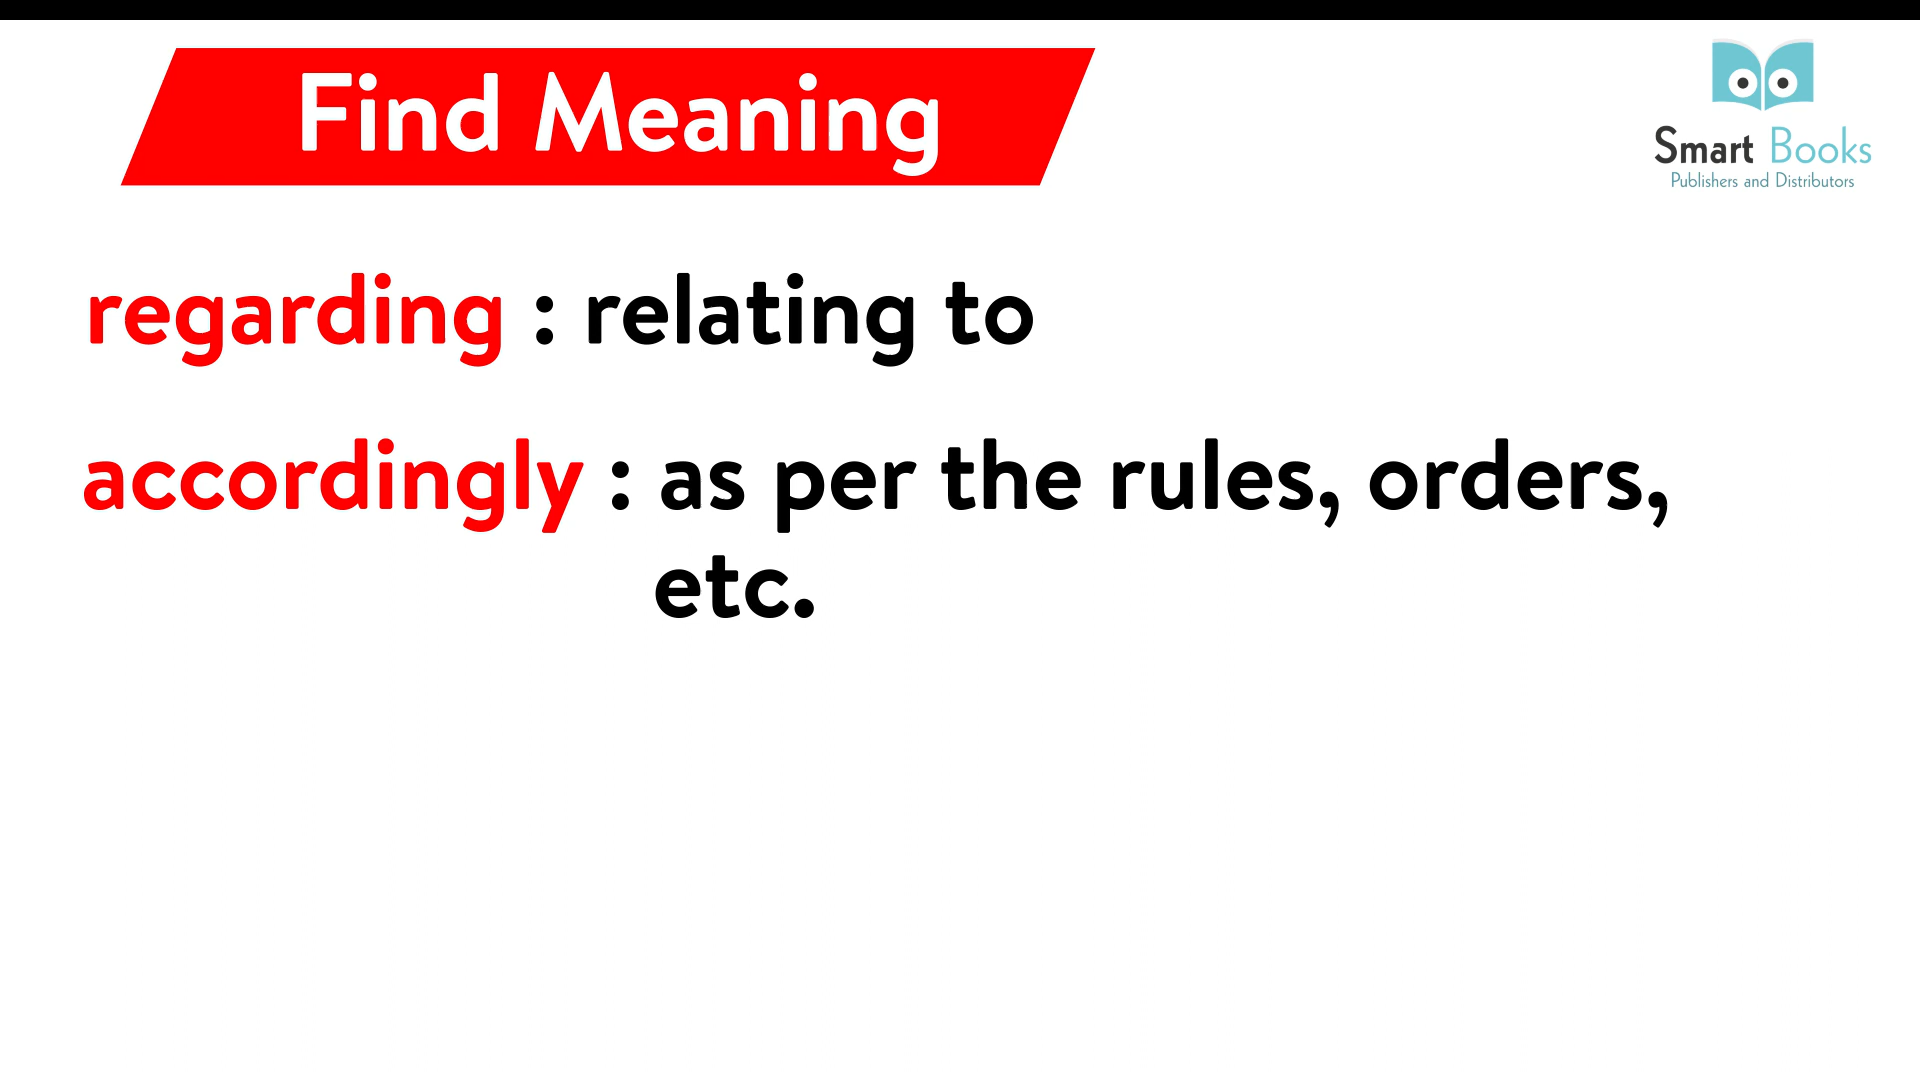 Find Meaning
Smart Books
Publishers and Distributors
regarding : relating to
accordingly : as per the rules, orders,
etc.